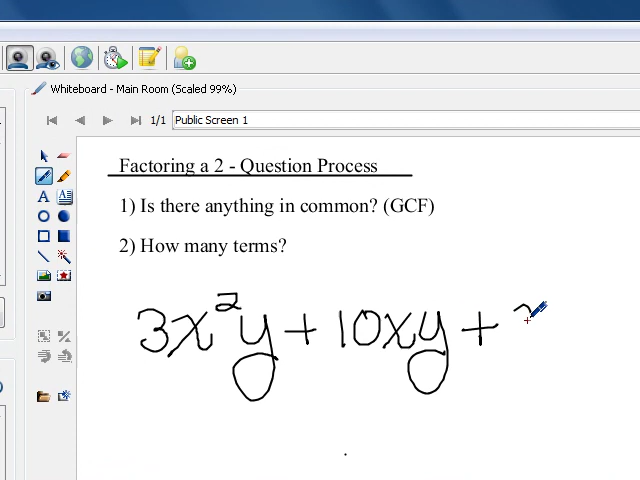 Whiteboard - Main Room (Scaled 99%)
1/1 Public Screen 1
Factoring a 2 - Question Process
1) Is there anything in common? (GCF)
2) How many terms?
3x²y + 10xy +